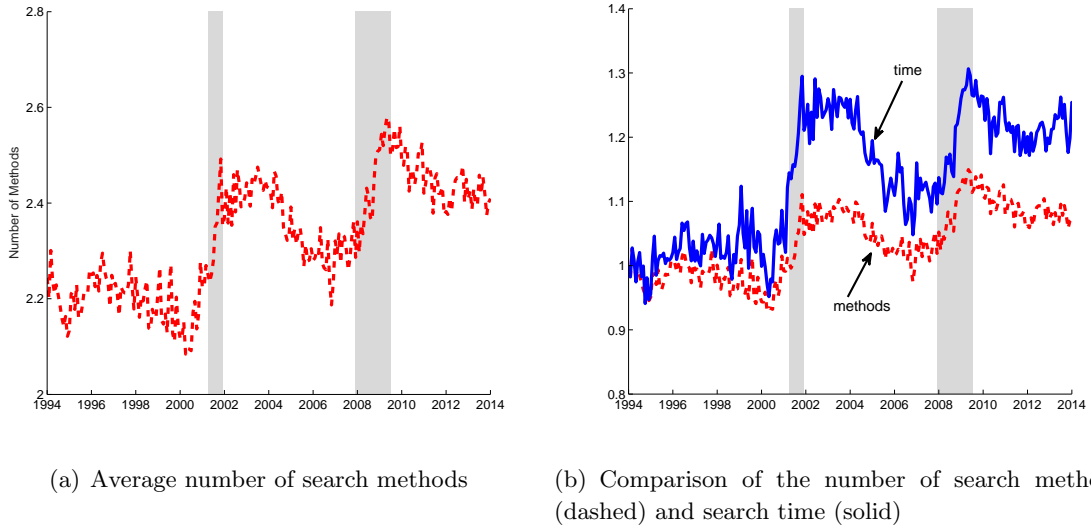 2.8
2.6
2.4
2.2
2
Number of Methods
1994 1996 1998 2000 2002 2004 2006 2008 2010 2012 2014
1.4
1.3
1.2
1.1
1
0.9
0.8
time
methods
1994 1996 1998 2000 2002 2004 2006 2008 2010 2012 2014
(a) Average number of search methods
(b) Comparison of the number of search metho
(dashed) and search time (solid)